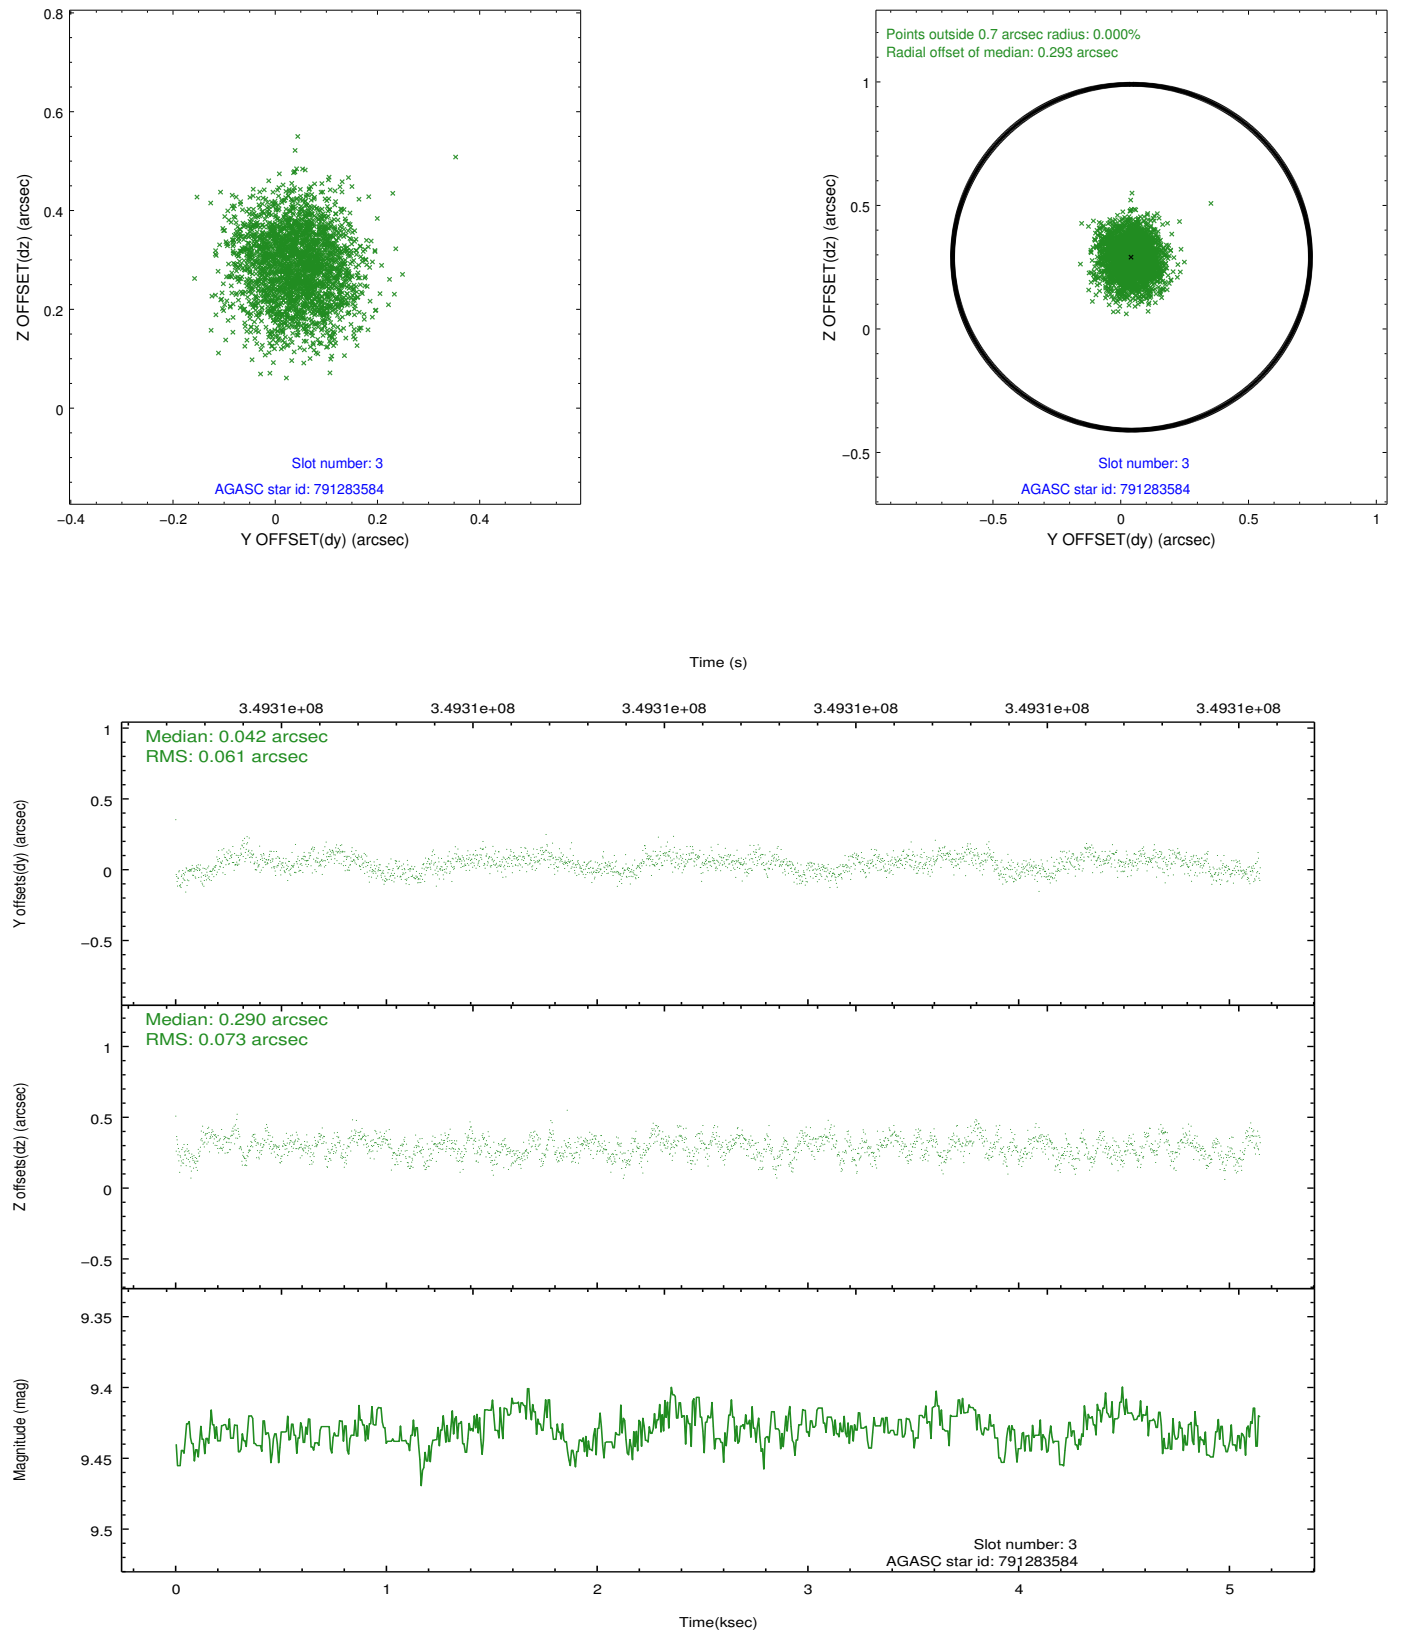 0.8
0.6
0.4
0.2
0
Z OFFSET(dz) (arcsec)
Slot number: 3
AGASC star id: 791283584
−0.4 −0.2 0 0.2 0.4
Y OFFSET(dy) (arcsec)
Points outside 0.7 arcsec radius: 0.000%
Radial offset of median: 0.293 arcsec
1
0.5
0
−0.5
Z OFFSET(dz) (arcsec)
Slot number: 3
AGASC star id: 791283584
−0.5 0 0.5 1
Y OFFSET(dy) (arcsec)
Time (s)
3.4931e+08 3.4931e+08 3.4931e+08 3.4931e+08 3.4931e+08 3.4931e+08
Median: 0.042 arcsec
RMS: 0.061 arcsec
1
0.5
0
−0.5
Y offsets(dy) (arcsec)
Median: 0.290 arcsec
RMS: 0.073 arcsec
1
0.5
0
−0.5
Z offsets(dz) (arcsec)
9.35
9.4
9.45
9.5
Magnitude (mag)
Slot number: 3
AGASC star id: 791283584
0 1 2 3 4 5
Time(ksec)